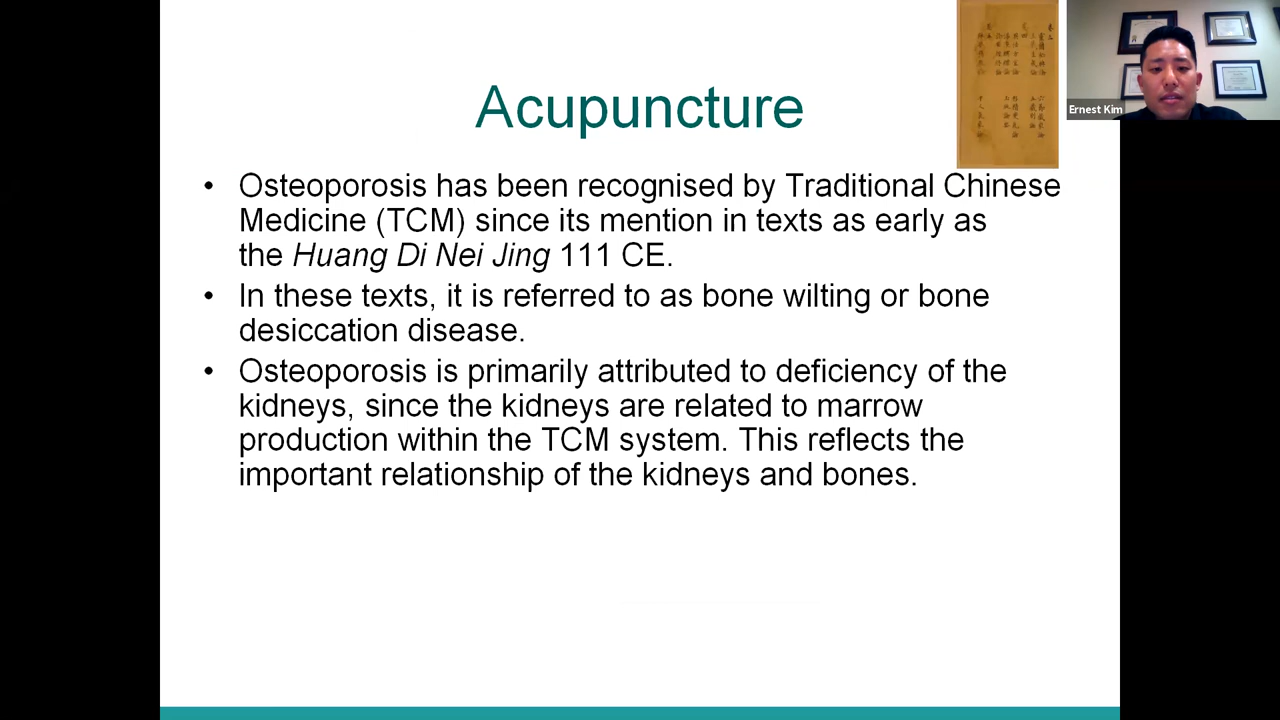 Acupuncture
Ernest Kim
• Osteoporosis has been recognised by Traditional Chinese
Medicine (TCM) since its mention in texts as early as
the Huang Di Nei Jing 111 CE.
• In these texts, it is referred to as bone wilting or bone
desiccation disease.
• Osteoporosis is primarily attributed to deficiency of the
kidneys, since the kidneys are related to marrow
production within the TCM system. This reflects the
important relationship of the kidneys and bones.